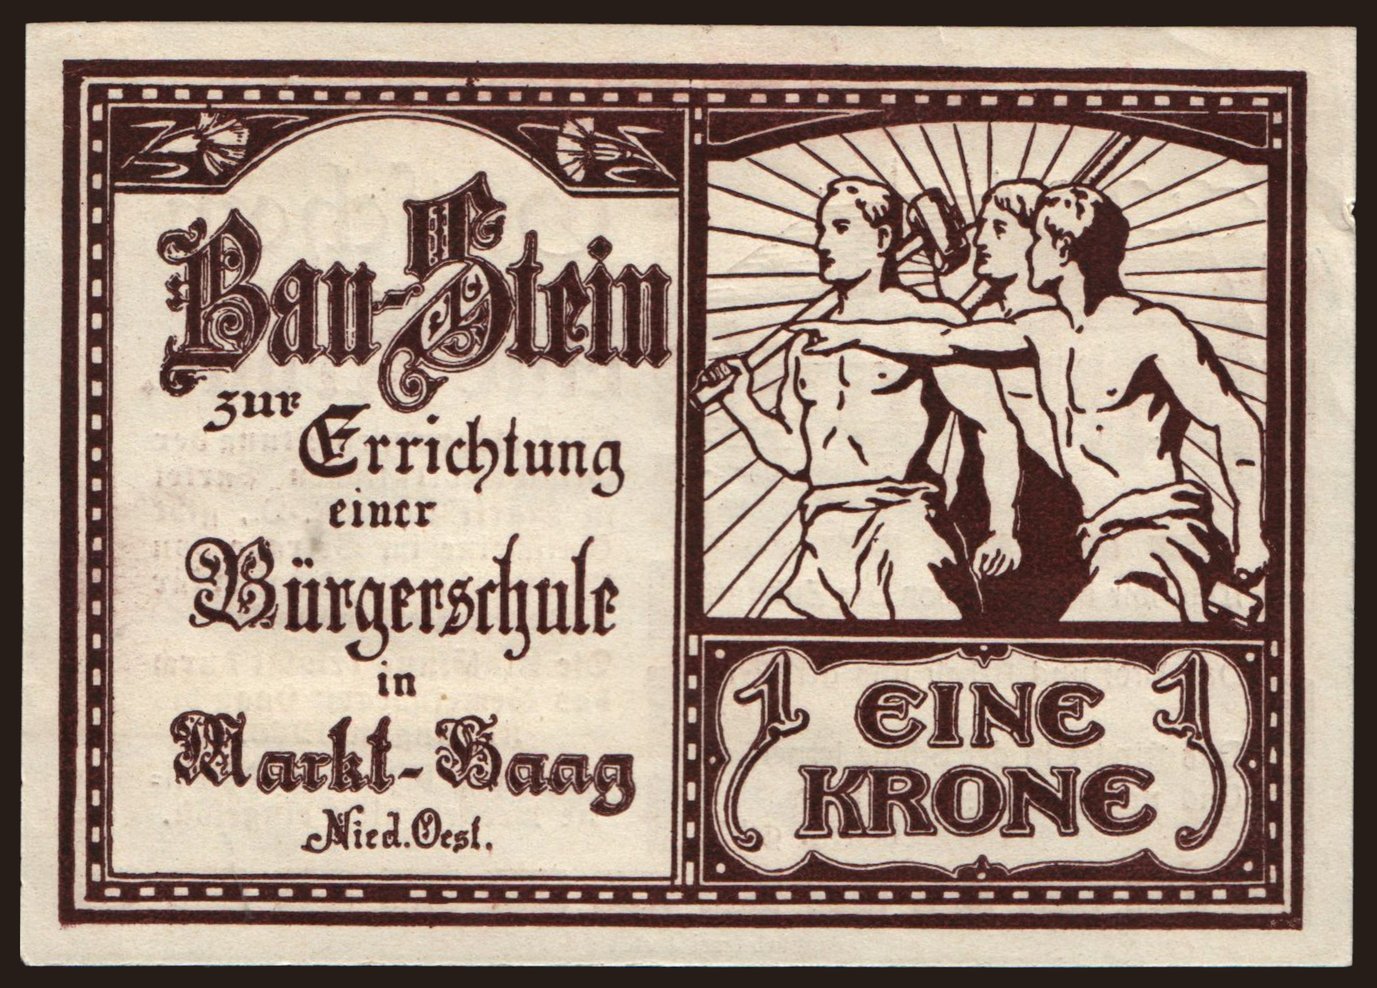 Bau-Stein
zur
Errichtung
einer
Bürgerschule
in
Markt-Haag
Nied. Oest.
1 EINE 1
KRONE